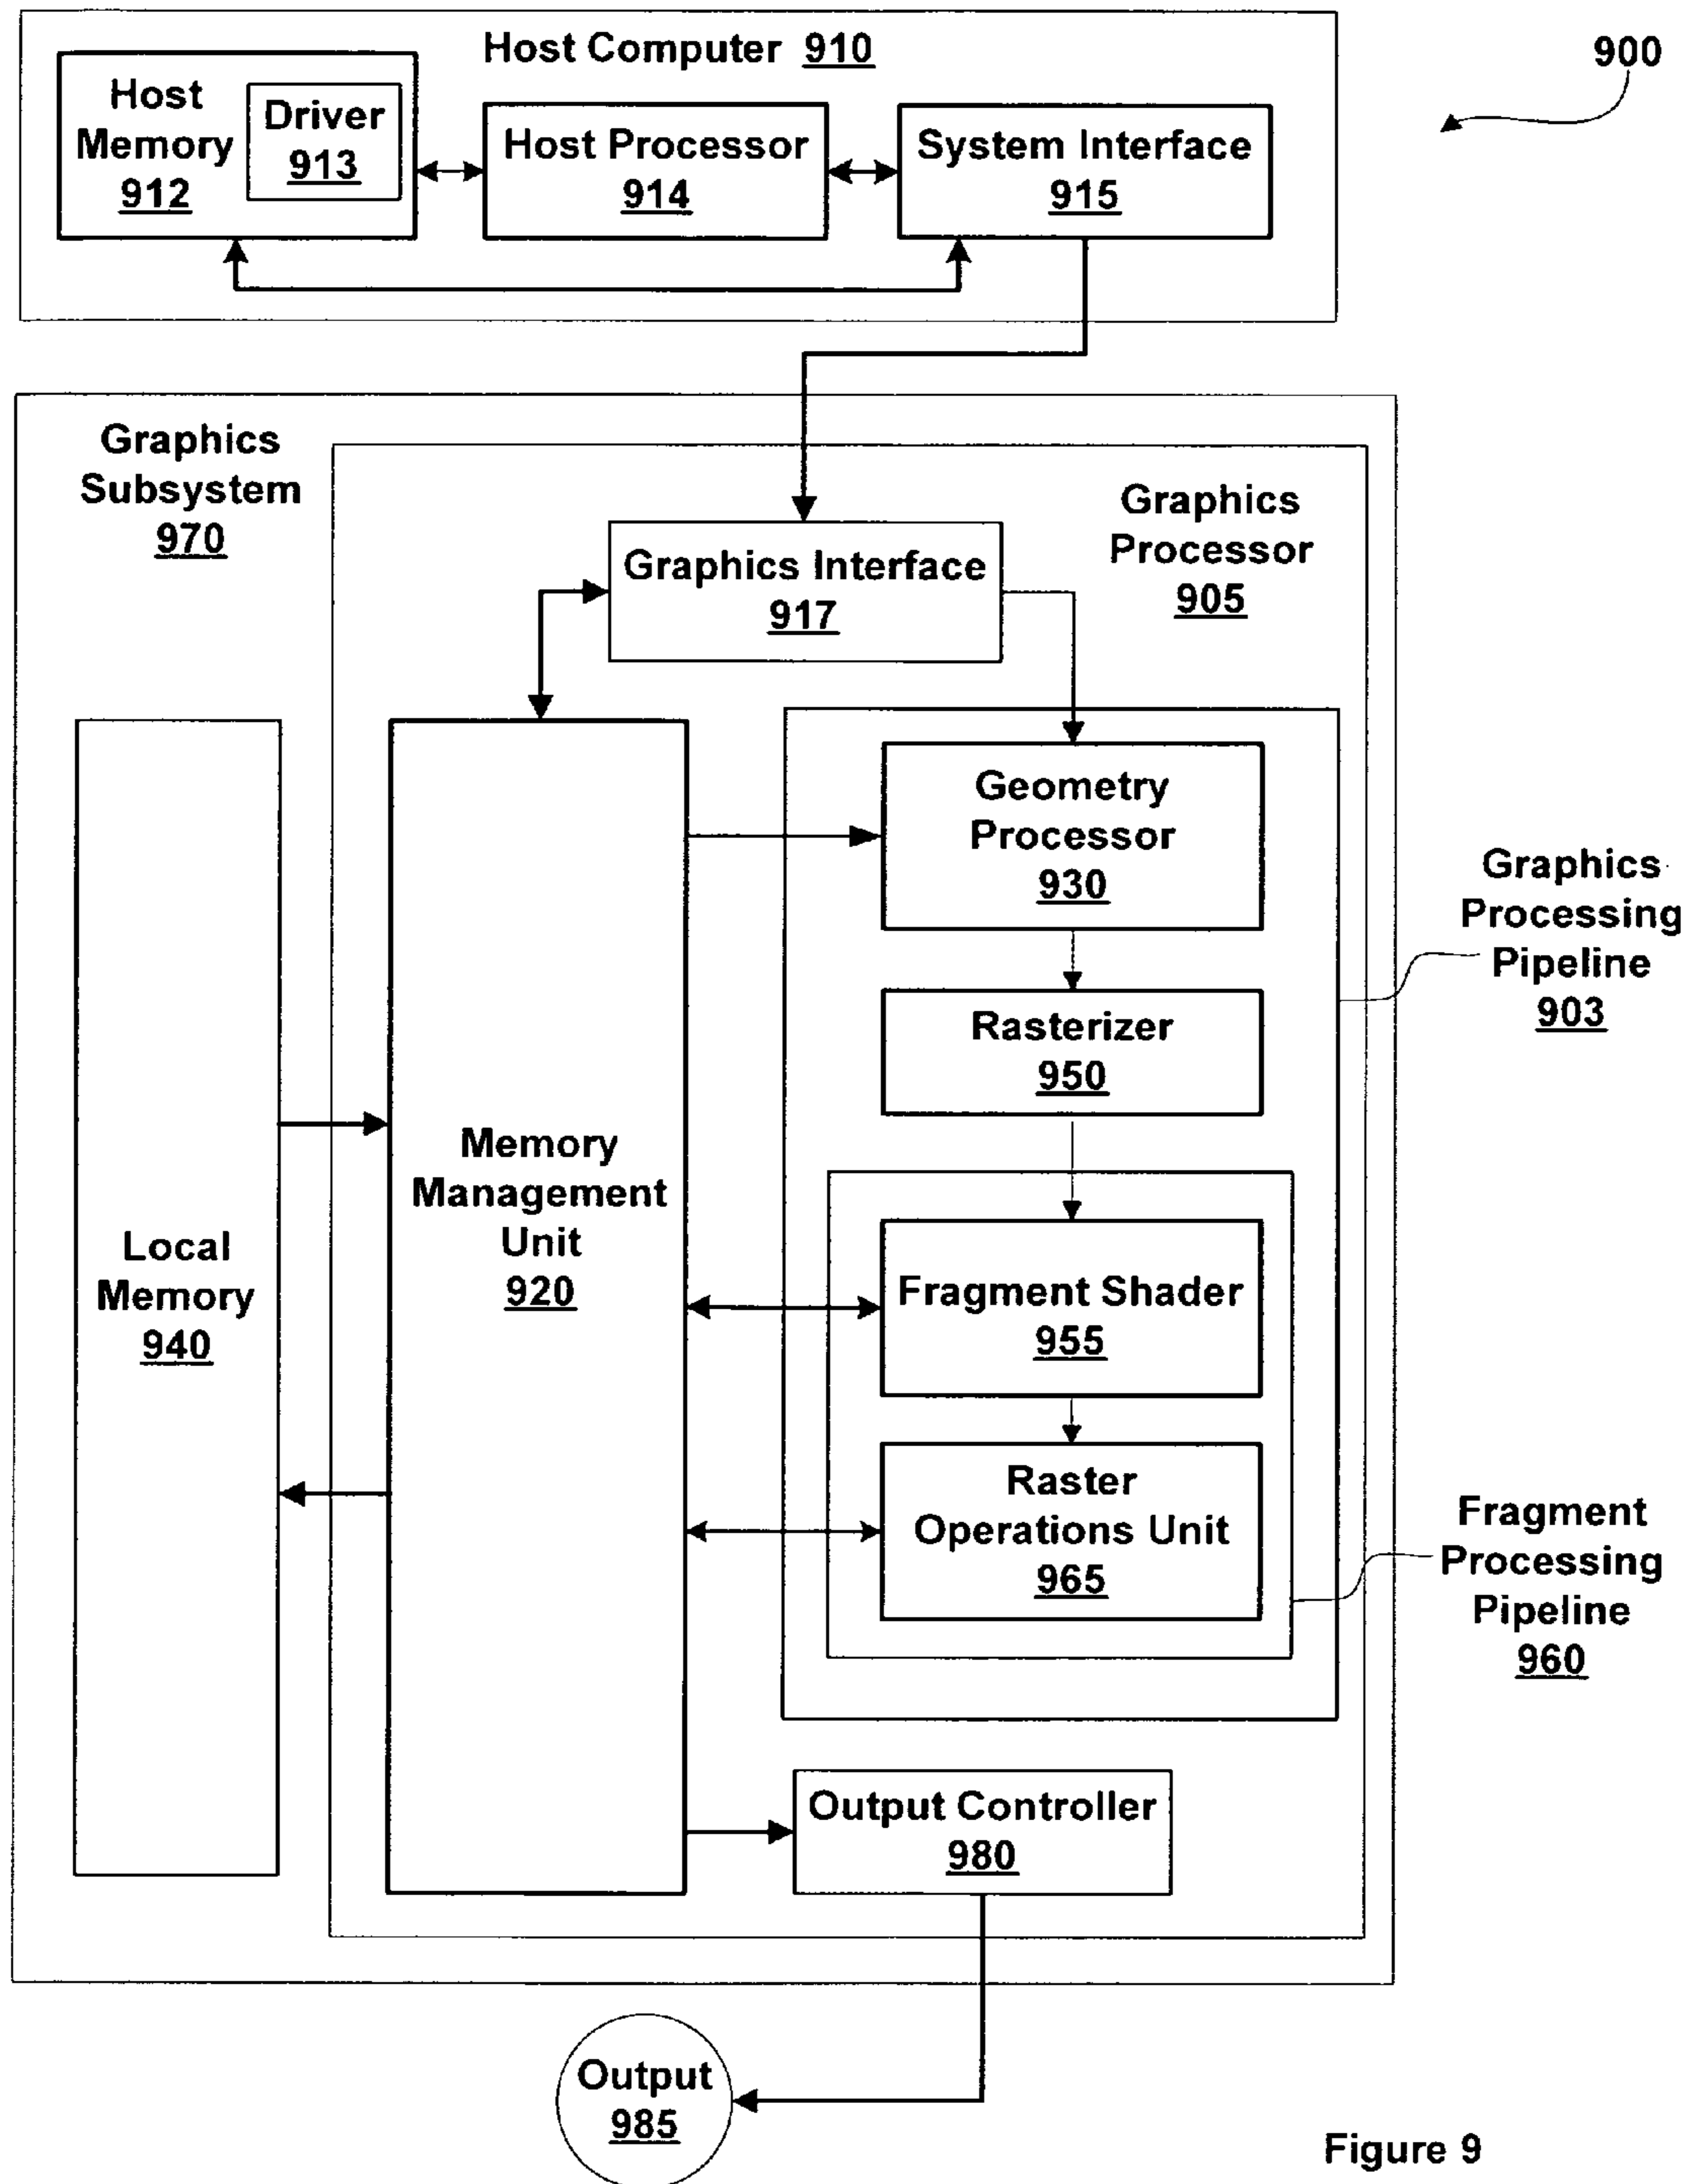 Host Computer 910
900
Host
Memory
912
Driver
913
Host Processor
914
System Interface
915
Graphics
Subsystem
970
Graphics
Processor
905
Graphics Interface
917
Geometry
Processor
930
Graphics
Processing
Pipeline
903
Rasterizer
950
Memory
Management
Unit
920
Local
Memory
940
Fragment Shader
955
Raster
Operations Unit
965
Fragment
Processing
Pipeline
960
Output Controller
980
Output
985
Figure 9